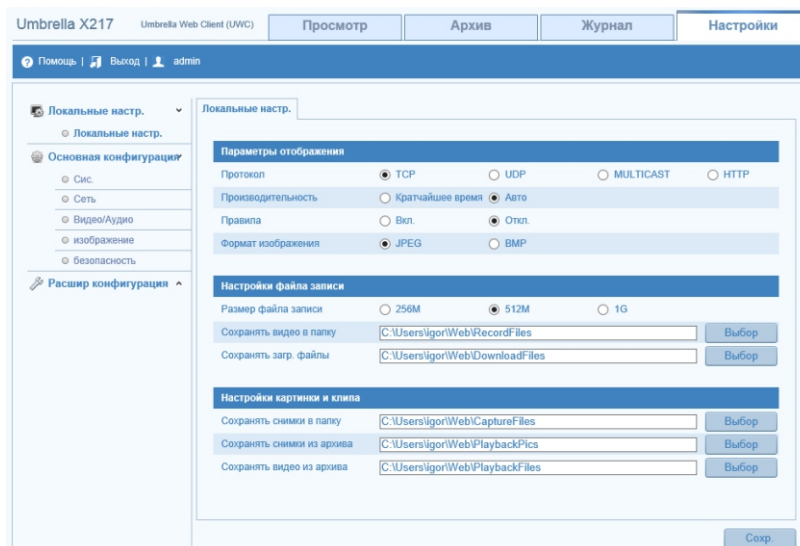 Umbrella X217 Umbrella Web Client (UWC) Просмотр Архив Журнал Настройки
Помощь | Выход | admin
Локальные настр.
Локальные настр.
Основная конфигурация
Сис.
Сеть
Видео/Аудио
изображение
безопасность
Расшир конфигурация
Локальные настр.
Параметры отображения
Протокол TCP UDP MULTICAST HTTP
Производительность Кратчайшее время Авто
Правила Вкл. Откл.
Формат изображения JPEG BMP
Настройки файла записи
Размер файла записи 256M 512M 1G
Сохранять видео в папку C:\Users\igor\Web\RecordFiles Выбор
Сохранять загр. файлы C:\Users\igor\Web\DownloadFiles Выбор
Настройки картинки и клипа
Сохранять снимки в папку C:\Users\igor\Web\CaptureFiles Выбор
Сохранять снимки из архива C:\Users\igor\Web\PlaybackPics Выбор
Сохранять видео из архива C:\Users\igor\Web\PlaybackFiles Выбор
Сохр.